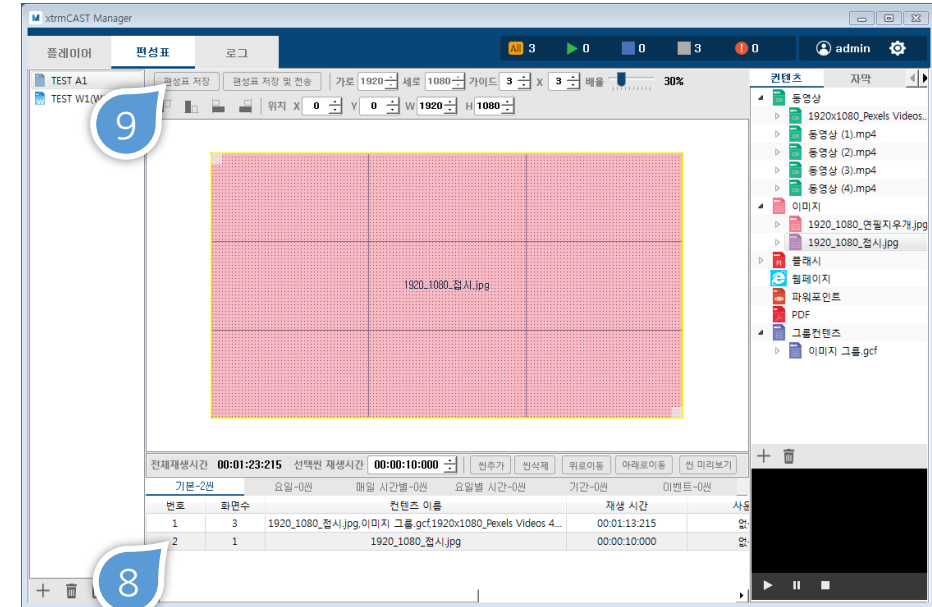 M xtrmCAST Manager
플레이어 편성표 로그 All 3 0 0 3 0 admin
TEST A1
TEST W1(W
편성표 저장 편성표 저장 및 전송 가로 1920 세로 1080 가이드 3 X 3 배율 30%
위치 X 0 Y 0 W 1920 H 1080
9
1920_1080_접시.jpg
컨텐츠 자막
동영상
1920x1080_Pexels Videos..
동영상 (1).mp4
동영상 (2).mp4
동영상 (3).mp4
동영상 (4).mp4
이미지
1920_1080_연필지우개.jpg
1920_1080_접시.jpg
플래시
웹페이지
파워포인트
PDF
그룹컨텐츠
이미지 그룹.gcf
전체재생시간 00:01:23:215 선택씬 재생시간 00:00:10:000 씬추가 씬삭제 위로이동 아래로이동 씬 미리보기
기본-2씬 요일-0씬 매일 시간별-0씬 요일별 시간-0씬 기간-0씬 이벤트-0씬
번호 화면수 컨텐츠 이름 재생 시간 사용
1 3 1920_1080_접시.jpg,이미지 그룹.gcf,1920x1080_Pexels Videos 4... 00:01:13:215 없
2 1 1920_1080_접시.jpg 00:00:10:000 없
8